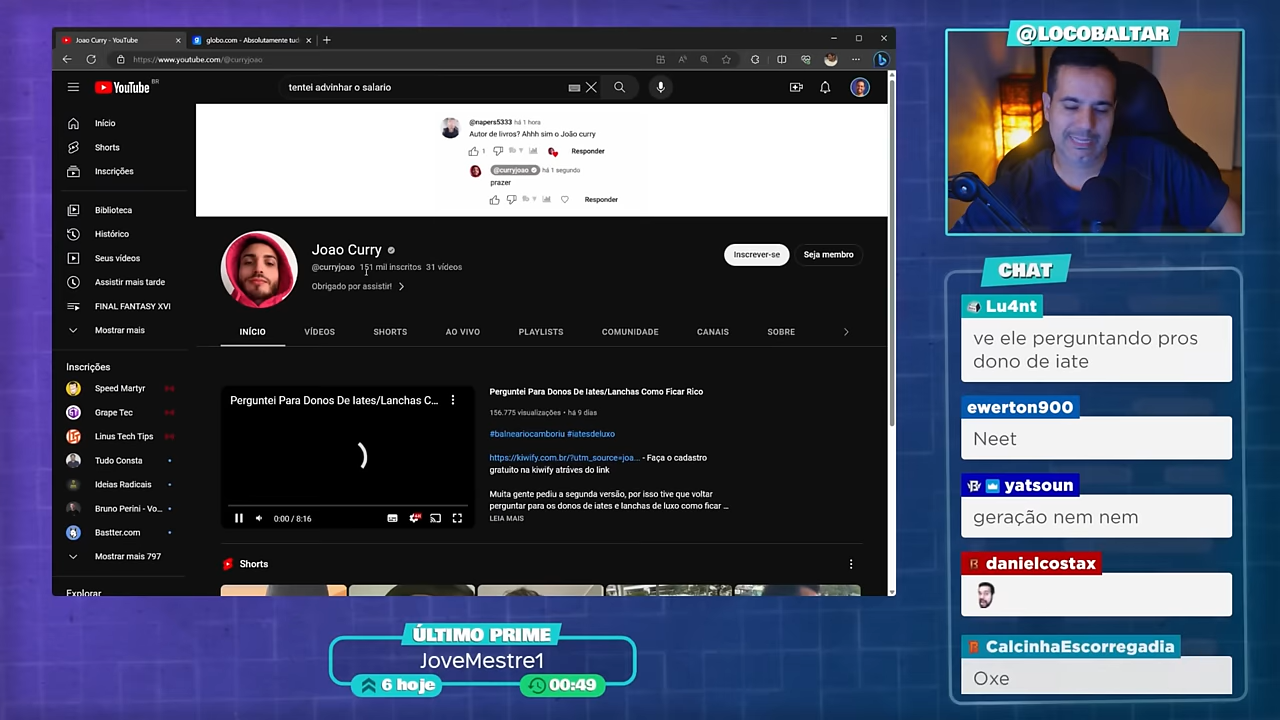 Joao Curry - YouTube
globo.com - Absolutamente tud
https://www.youtube.com/@curryjoao
YouTube BR
tentei advinhar o salario
Início
Shorts
Inscrições
Biblioteca
Histórico
Seus vídeos
Assistir mais tarde
FINAL FANTASY XVI
Mostrar mais
Inscrições
Speed Martyr
Grape Tec
Linus Tech Tips
Tudo Consta
Ideias Radicais
Bruno Perini - Vo...
Bastter.com
Mostrar mais 797
Explorar
@napers5333 há 1 hora
Autor de livros? Ahhh sim o João curry
1
Responder
@curryjoao há 1 segundo
prazer
Responder
Joao Curry
@curryjoao 151 mil inscritos 31 vídeos
Obrigado por assistir!
Inscrever-se
Seja membro
INÍCIO
VÍDEOS
SHORTS
AO VIVO
PLAYLISTS
COMUNIDADE
CANAIS
SOBRE
Perguntei Para Donos De Iates/Lanchas C...
0:00 / 8:16
Perguntei Para Donos De Iates/Lanchas Como Ficar Rico
156.775 visualizações • há 9 dias
#balneariocamboriu #iatesdeluxo
https://kiwify.com.br/?utm_source=joa... - Faça o cadastro
gratuito na kiwify atráves do link
Muita gente pediu a segunda versão, por isso tive que voltar
perguntar para os donos de iates e lanchas de luxo como ficar ...
LEIA MAIS
Shorts
@LOCOBALTAR
CHAT
Lu4nt
ve ele perguntando pros
dono de iate
ewerton900
Neet
yatsoun
geração nem nem
danielcostax
CalcinhaEscorregadia
Oxe
ÚLTIMO PRIME
JoveMestre1
6 hoje
00:49